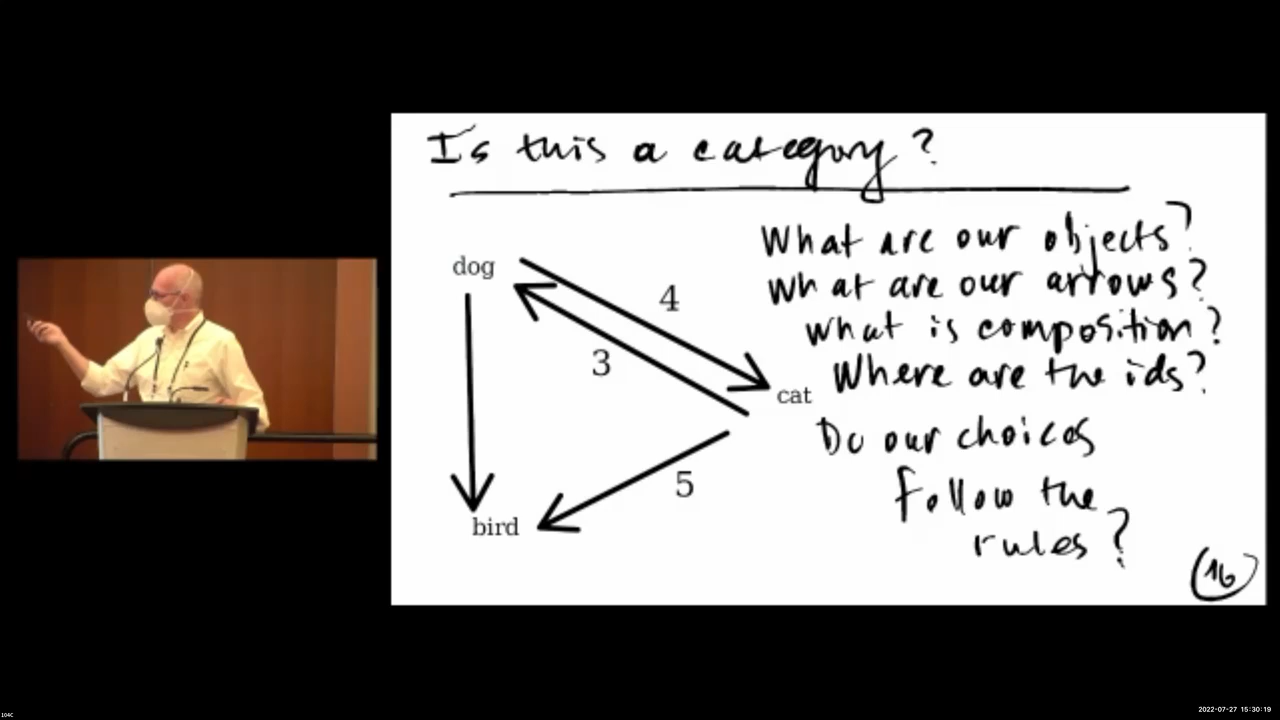 Is this a category?
What are our objects?
dog
What are our arrows?
4
What is composition?
3
Where are the ids?
cat
Do our choices
5
follow the
bird
rules?
16
104C
2022-07-27 15:30:19